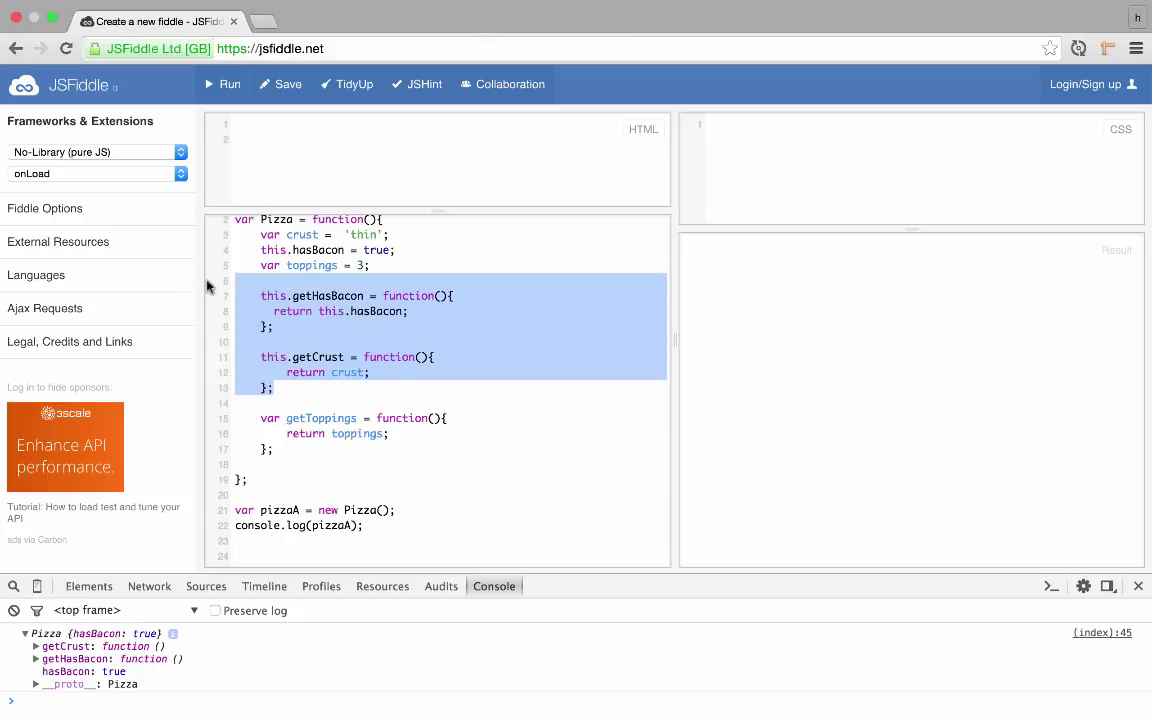 Create a new fiddle - JSFid
h
JSFiddle Ltd [GB] https://jsfiddle.net
JSFiddle
Run
Save
TidyUp
JSHint
Collaboration
Login/Sign up
Frameworks & Extensions
No-Library (pure JS)
onLoad
Fiddle Options
External Resources
Languages
Ajax Requests
Legal, Credits and Links
Log in to hide sponsors:
3scale
Enhance API
performance.
Tutorial: How to load test and tune your
API
ads via Carbon
1
2
HTML
1
CSS
2 var Pizza = function(){
3 var crust = 'thin';
4 this.hasBacon = true;
5 var toppings = 3;
6
7 this.getHasBacon = function(){
8 return this.hasBacon;
9 };
10
11 this.getCrust = function(){
12 return crust;
13 };
14
15 var getToppings = function(){
16 return toppings;
17 };
18
19 };
20
21 var pizzaA = new Pizza();
22 console.log(pizzaA);
23
24
Result
Elements
Network
Sources
Timeline
Profiles
Resources
Audits
Console
<top frame>
Preserve log
Pizza {hasBacon: true}
(index):45
getCrust: function ()
getHasBacon: function ()
hasBacon: true
__proto__: Pizza